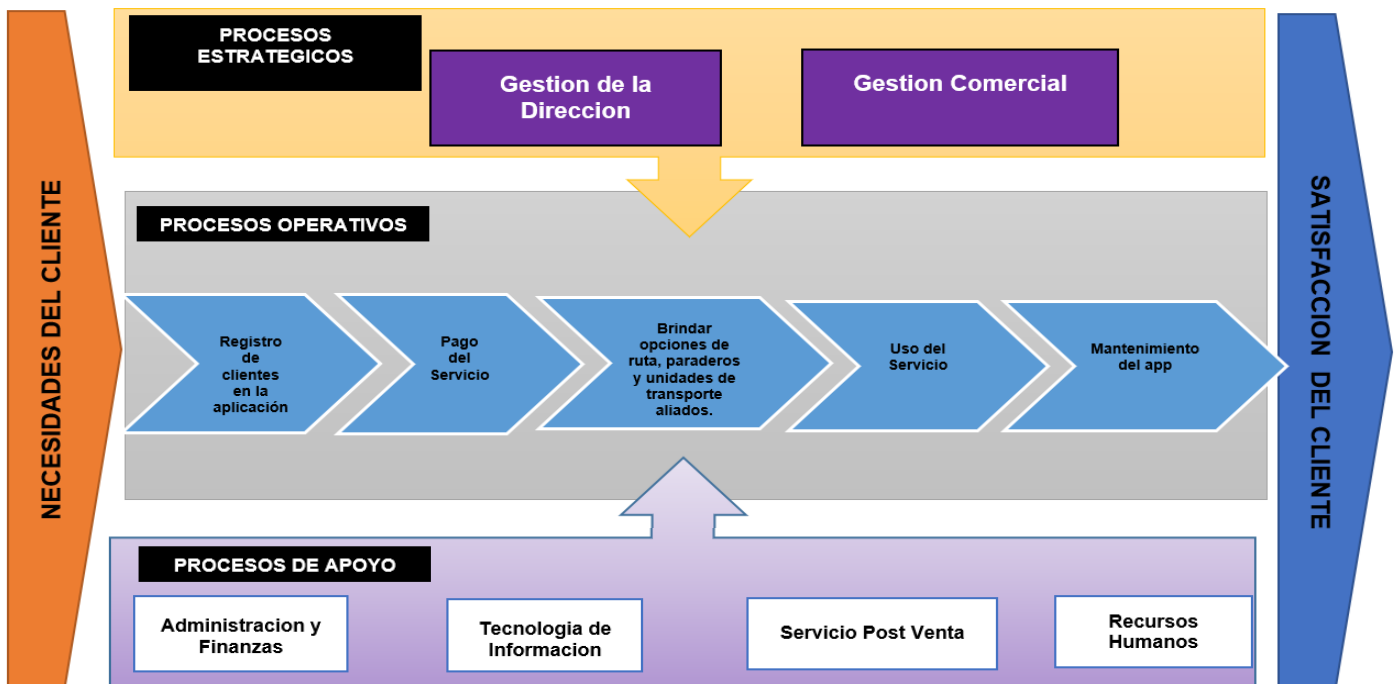 NECESIDADES DEL CLIENTE
PROCESOS
ESTRATEGICOS
Gestion de la
Direccion
Gestion Comercial
PROCESOS OPERATIVOS
Registro
de
clientes
en la
aplicación
Pago
del
Servicio
Brindar
opciones de
ruta, paraderos
y unidades de
transporte
aliados.
Uso del
Servicio
Mantenimiento
del app
PROCESOS DE APOYO
Administracion y
Finanzas
Tecnologia de
Informacion
Servicio Post Venta
Recursos
Humanos
SATISFACCION DEL CLIENTE